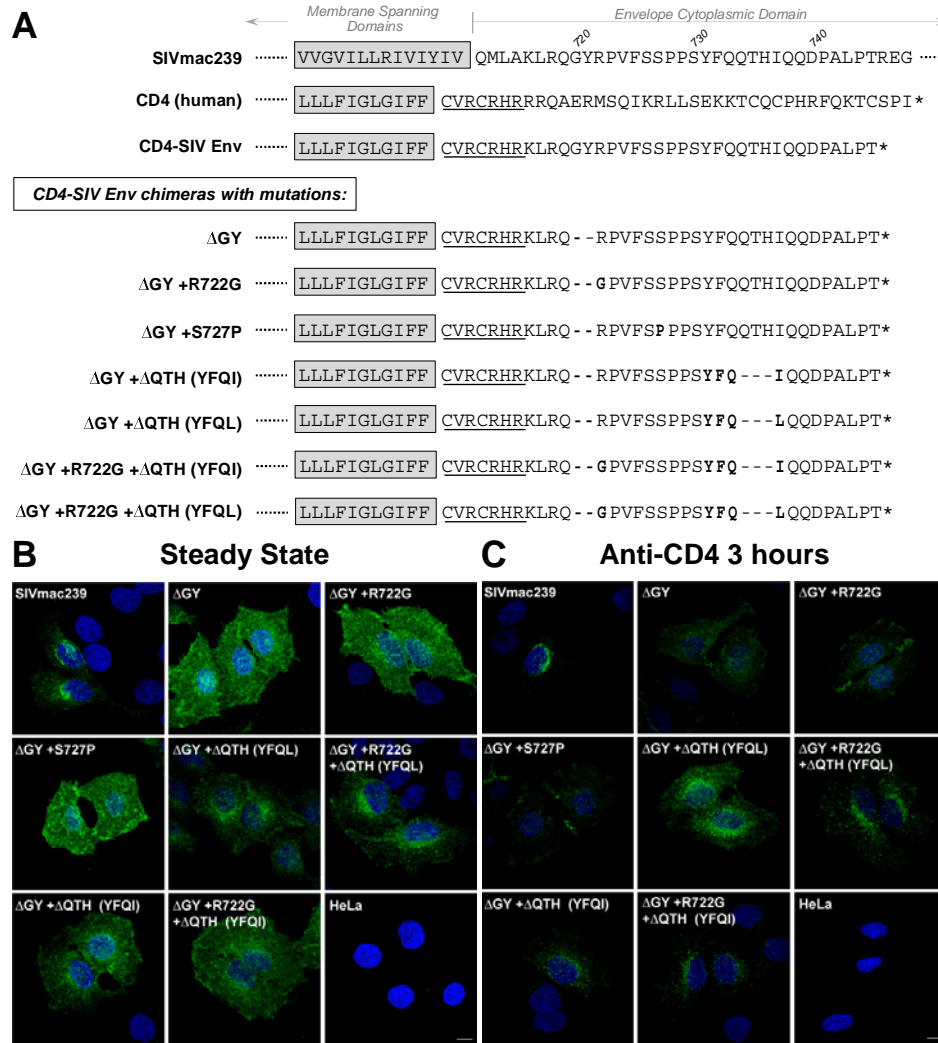 A
Membrane Spanning Domains
Envelope Cytoplasmic Domain
720 730 740
SIVmac239 ········ VVGVILLRIVIYIV QMLAKLRQGYRPVFSSPPSYFQQTHIQQDPALPTREG ····
CD4 (human) ········ LLLFIGLGIFF CVRCRHRRRQAERMSQIKRLLSEKKTCQCPHRFQKTCSPI*
CD4-SIV Env ········ LLLFIGLGIFF CVRCRHRKLRQGYRPVFSSPPSYFQQTHIQQDPALPT*
CD4-SIV Env chimeras with mutations:
ΔGY ········ LLLFIGLGIFF CVRCRHRKLRQ--RPVFSSPPSYFQQTHIQQDPALPT*
ΔGY +R722G ········ LLLFIGLGIFF CVRCRHRKLRQ--GPVFSSPPSYFQQTHIQQDPALPT*
ΔGY +S727P ········ LLLFIGLGIFF CVRCRHRKLRQ--RPVFSPPPSYFQQTHIQQDPALPT*
ΔGY +ΔQTH (YFQI) ········ LLLFIGLGIFF CVRCRHRKLRQ--RPVFSSPPSYFQ---IQQDPALPT*
ΔGY +ΔQTH (YFQL) ········ LLLFIGLGIFF CVRCRHRKLRQ--RPVFSSPPSYFQ---LQQDPALPT*
ΔGY +R722G +ΔQTH (YFQI) ········ LLLFIGLGIFF CVRCRHRKLRQ--GPVFSSPPSYFQ---IQQDPALPT*
ΔGY +R722G +ΔQTH (YFQL) ········ LLLFIGLGIFF CVRCRHRKLRQ--GPVFSSPPSYFQ---LQQDPALPT*
B Steady State
SIVmac239 ΔGY ΔGY +R722G
ΔGY +S727P ΔGY +ΔQTH (YFQL) ΔGY +R722G
+ΔQTH (YFQL)
ΔGY +ΔQTH (YFQI) ΔGY +R722G
+ΔQTH (YFQI)
HeLa
C Anti-CD4 3 hours
SIVmac239 ΔGY ΔGY +R722G
ΔGY +S727P ΔGY +ΔQTH (YFQL) ΔGY +R722G
+ΔQTH (YFQL)
ΔGY +ΔQTH (YFQI) ΔGY +R722G
+ΔQTH (YFQI)
HeLa